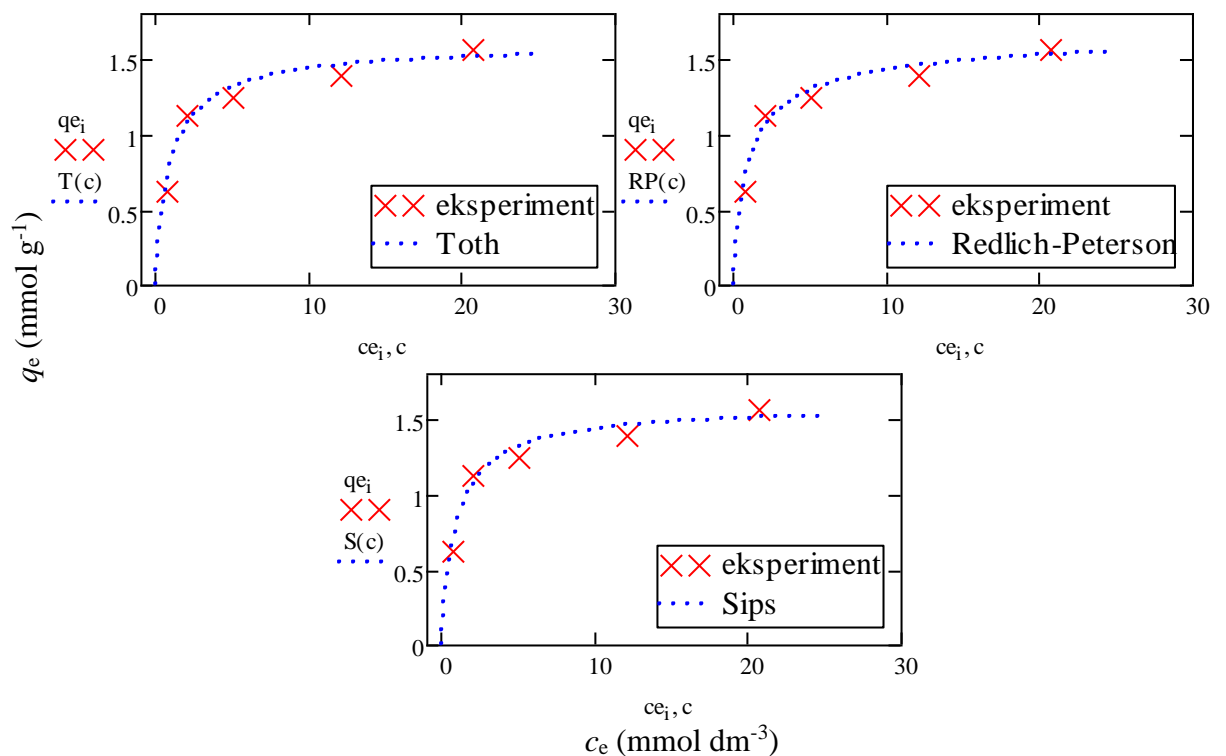 1.5
1
0.5
0
0 10 20 30
qe_i
T(c)
eksperiment
Toth
ce_i, c
1.5
1
0.5
0
0 10 20 30
qe_i
RP(c)
eksperiment
Redlich-Peterson
ce_i, c
q_e (mmol g^-1)
1.5
1
0.5
0
0 10 20 30
qe_i
S(c)
eksperiment
Sips
ce_i, c
c_e (mmol dm^-3)